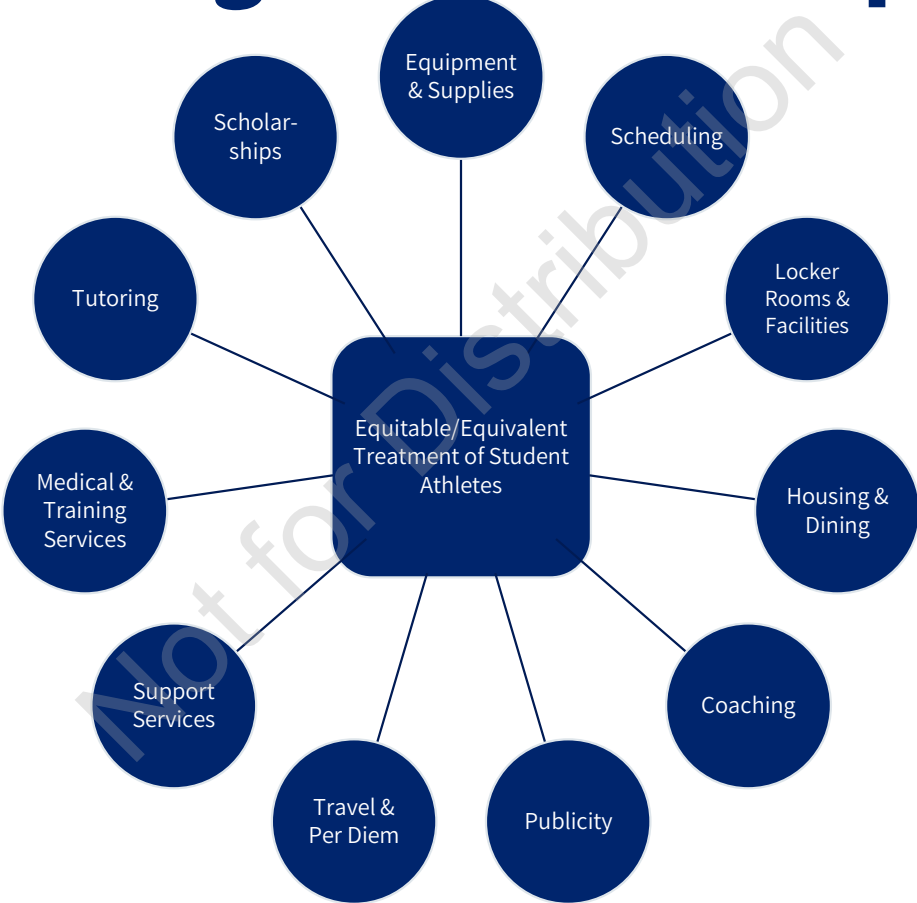 Equipment
& Supplies
Scheduling
Locker
Rooms &
Facilities
Housing &
Dining
Coaching
Publicity
Travel &
Per Diem
Support
Services
Medical &
Training
Services
Tutoring
Scholar-
ships
Equitable/Equivalent
Treatment of Student
Athletes
Not for Distribution